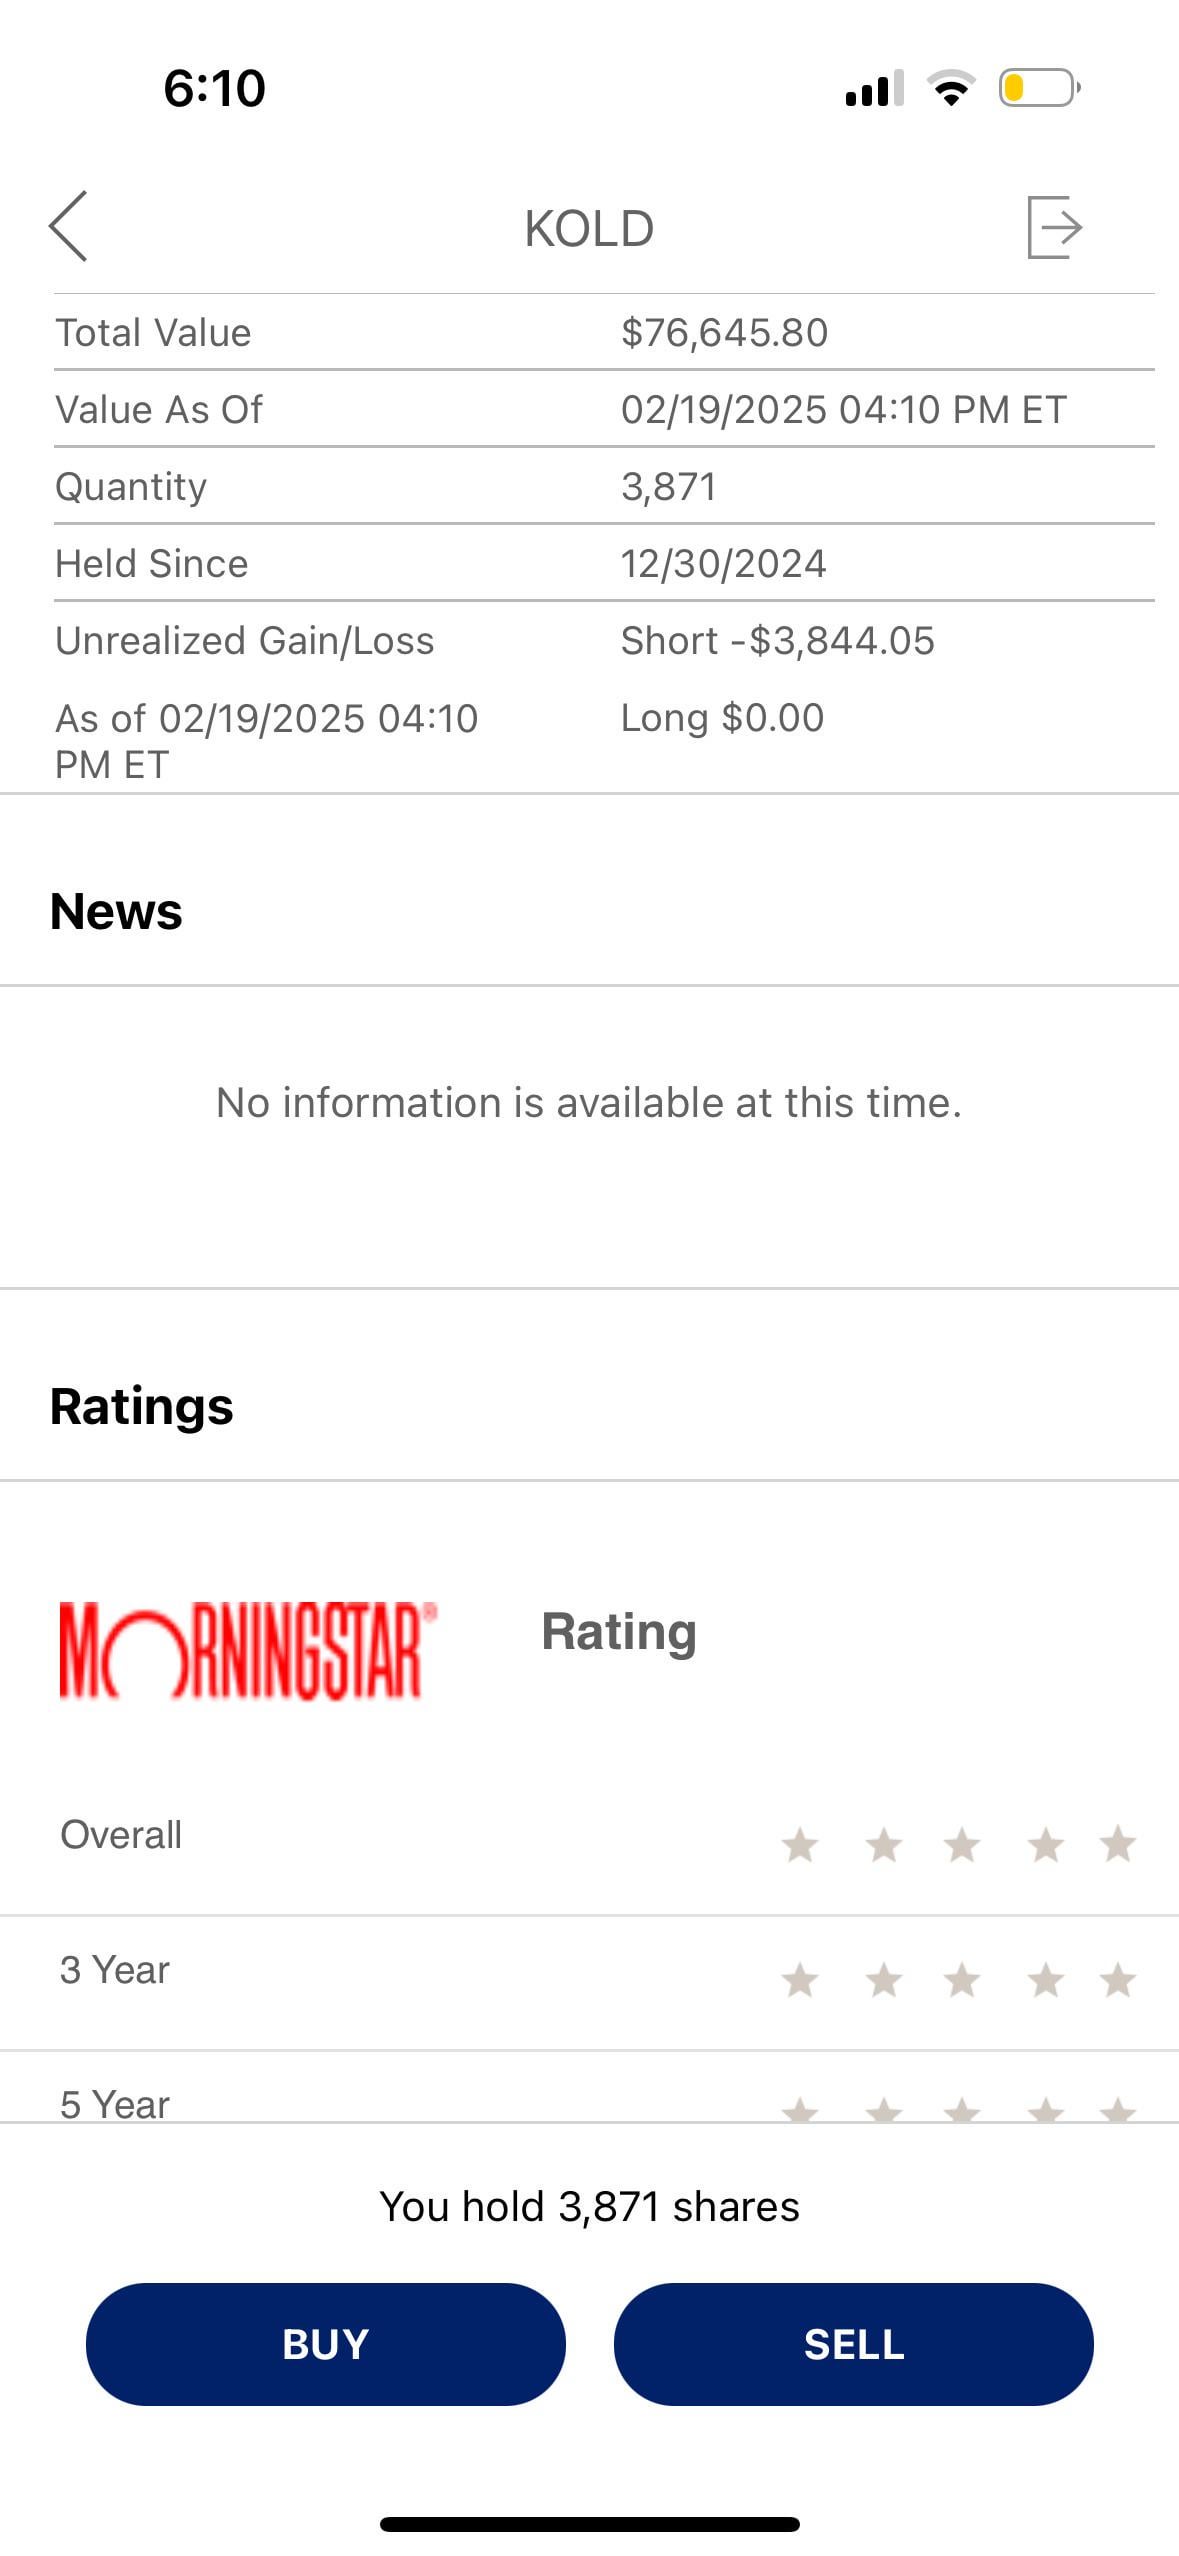 6:10
KOLD
Total Value $76,645.80
Value As Of 02/19/2025 04:10 PM ET
Quantity 3,871
Held Since 12/30/2024
Unrealized Gain/Loss Short -$3,844.05
As of 02/19/2025 04:10 Long $0.00
PM ET
News
No information is available at this time.
Ratings
MORNINGSTAR® Rating
Overall
3 Year
5 Year
You hold 3,871 shares
BUY SELL